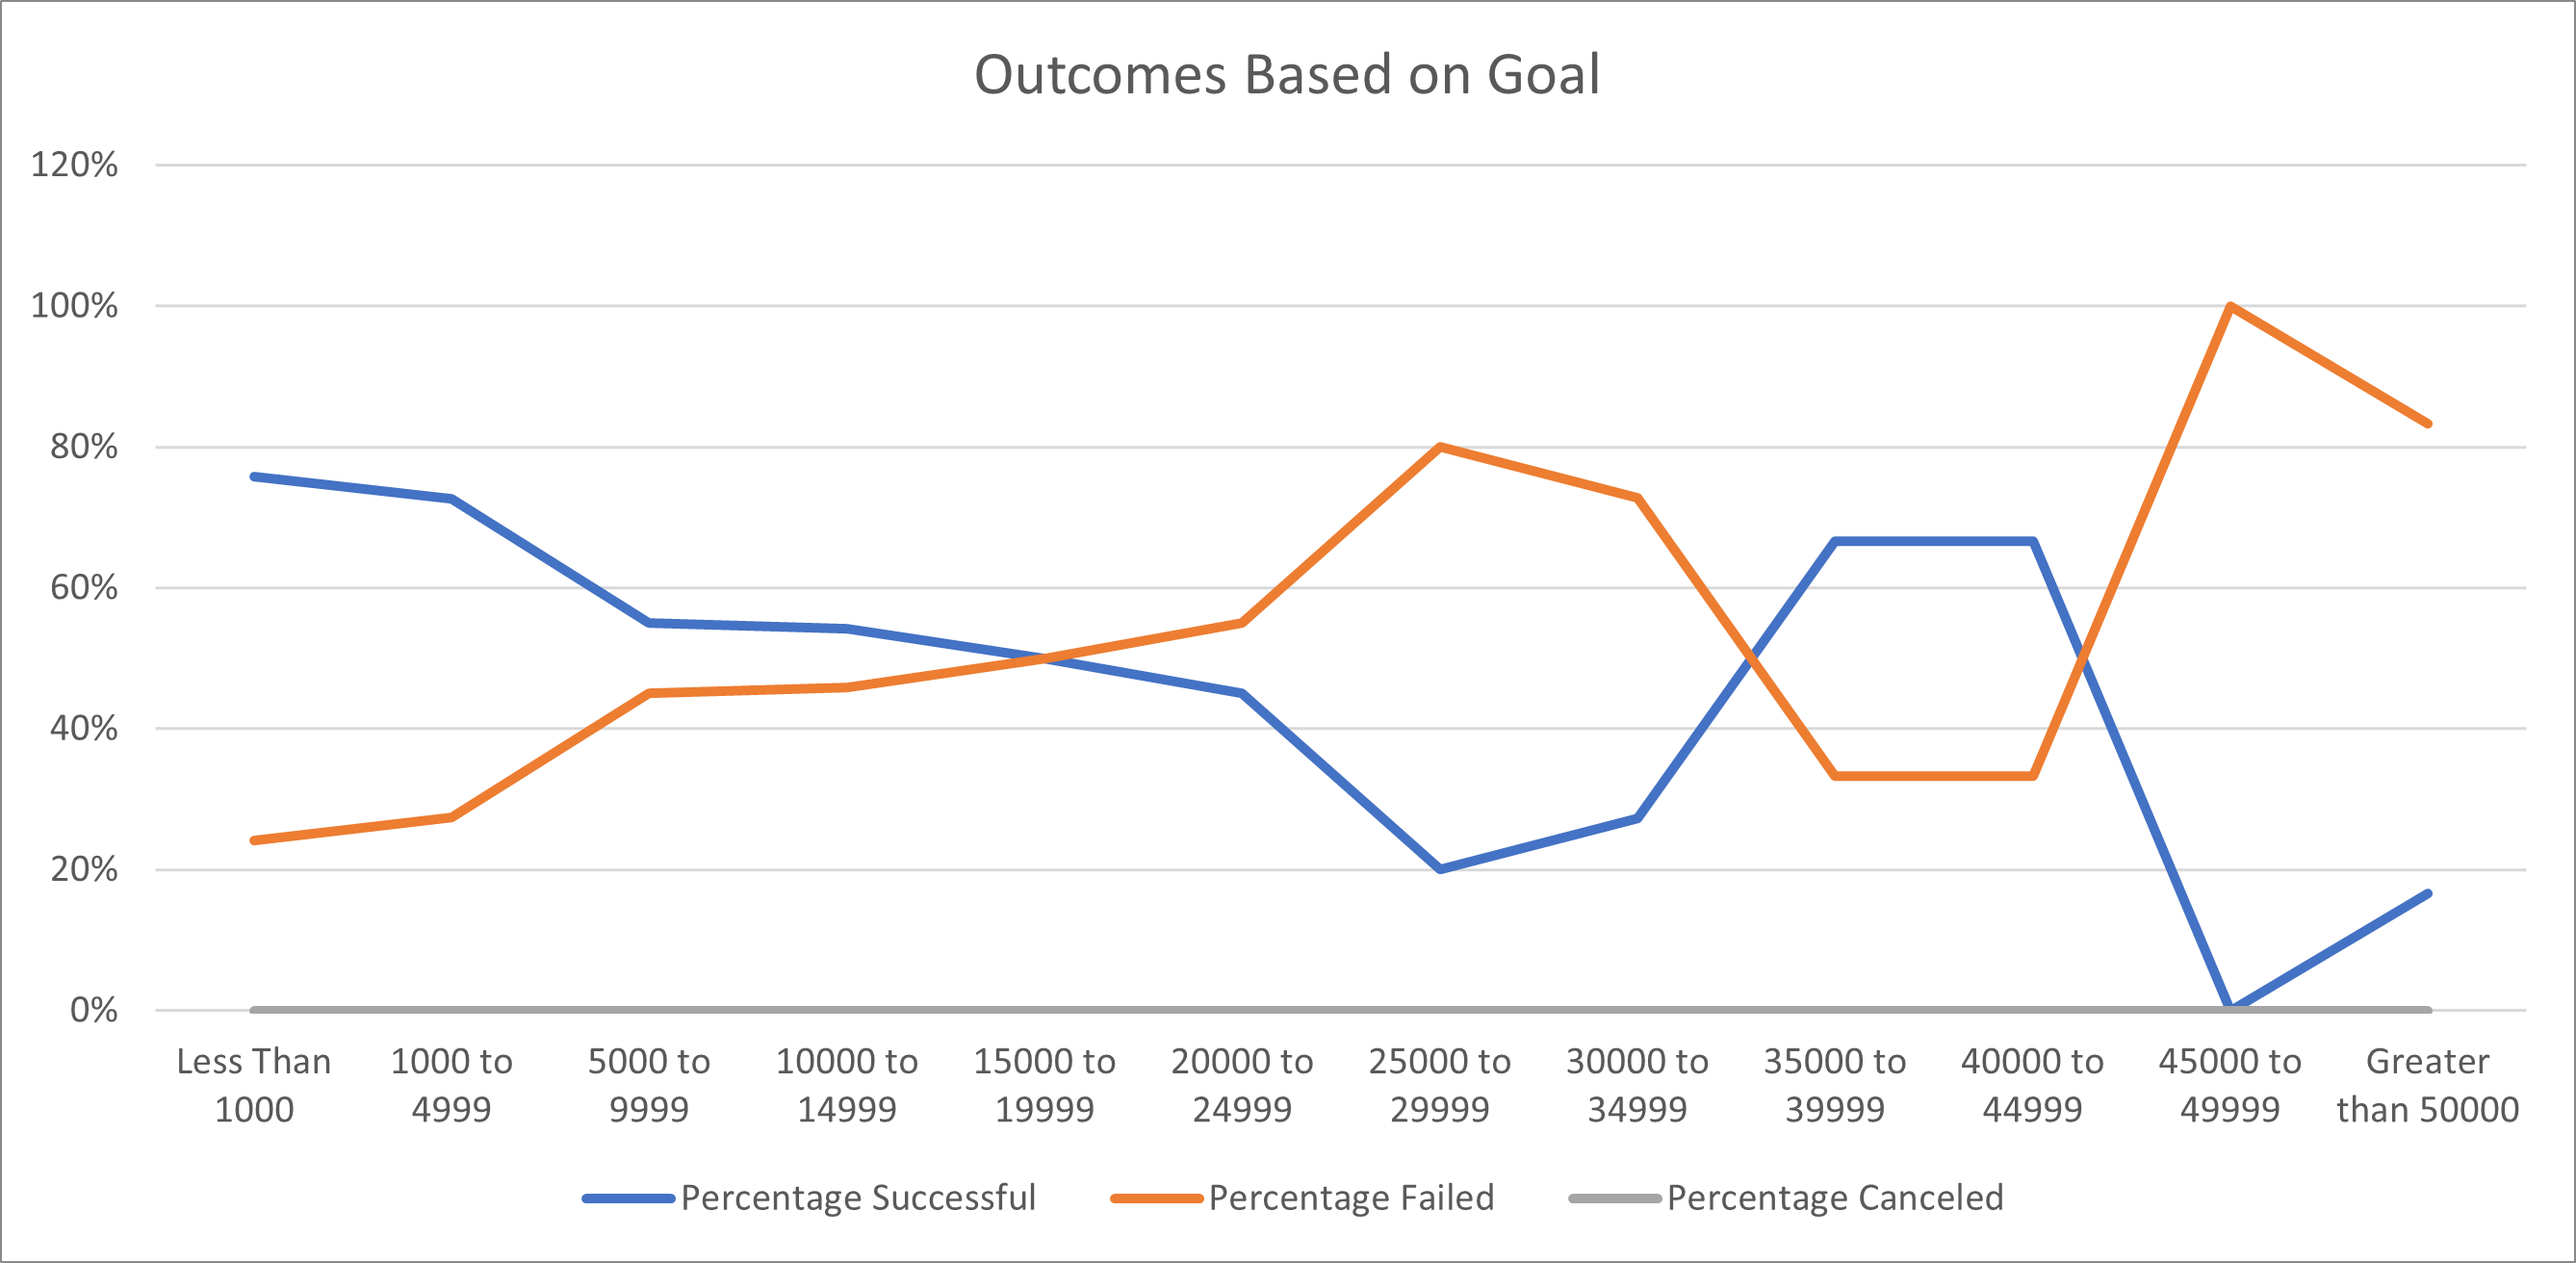 Outcomes Based on Goal
120%
100%
80%
60%
40%
20%
0%
Less Than 1000
1000 to 4999
5000 to 9999
10000 to 14999
15000 to 19999
20000 to 24999
25000 to 29999
30000 to 34999
35000 to 39999
40000 to 44999
45000 to 49999
Greater than 50000
Percentage Successful
Percentage Failed
Percentage Canceled